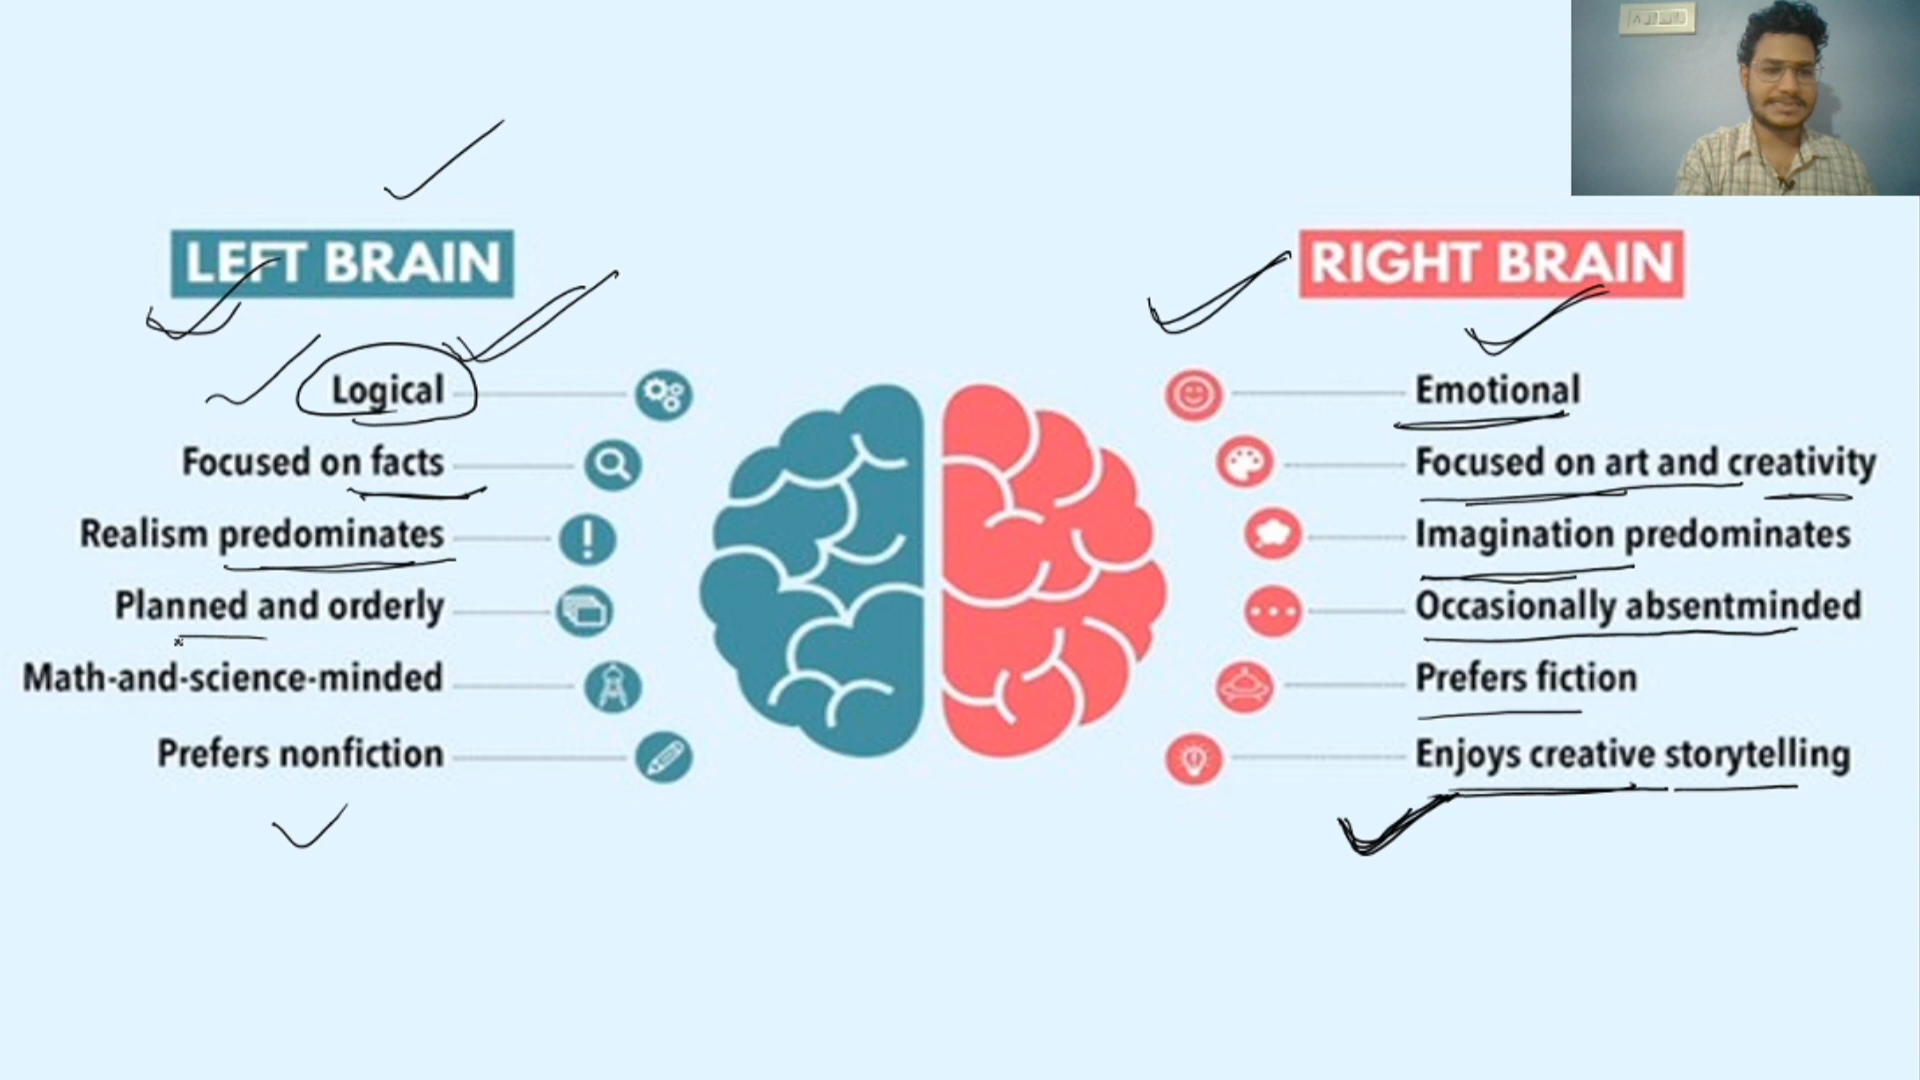 LEFT BRAIN
Logical
Focused on facts
Realism predominates
Planned and orderly
Math-and-science-minded
Prefers nonfiction
RIGHT BRAIN
Emotional
Focused on art and creativity
Imagination predominates
Occasionally absentminded
Prefers fiction
Enjoys creative storytelling